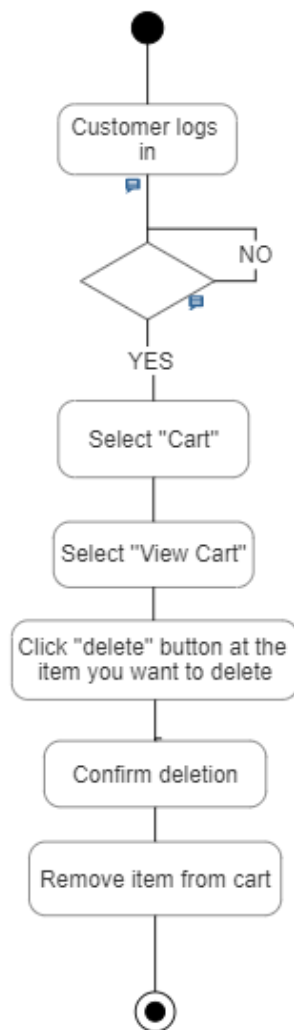 Customer logs
in
NO
YES
Select "Cart"
Select "View Cart"
Click "delete" button at the
item you want to delete
Confirm deletion
Remove item from cart